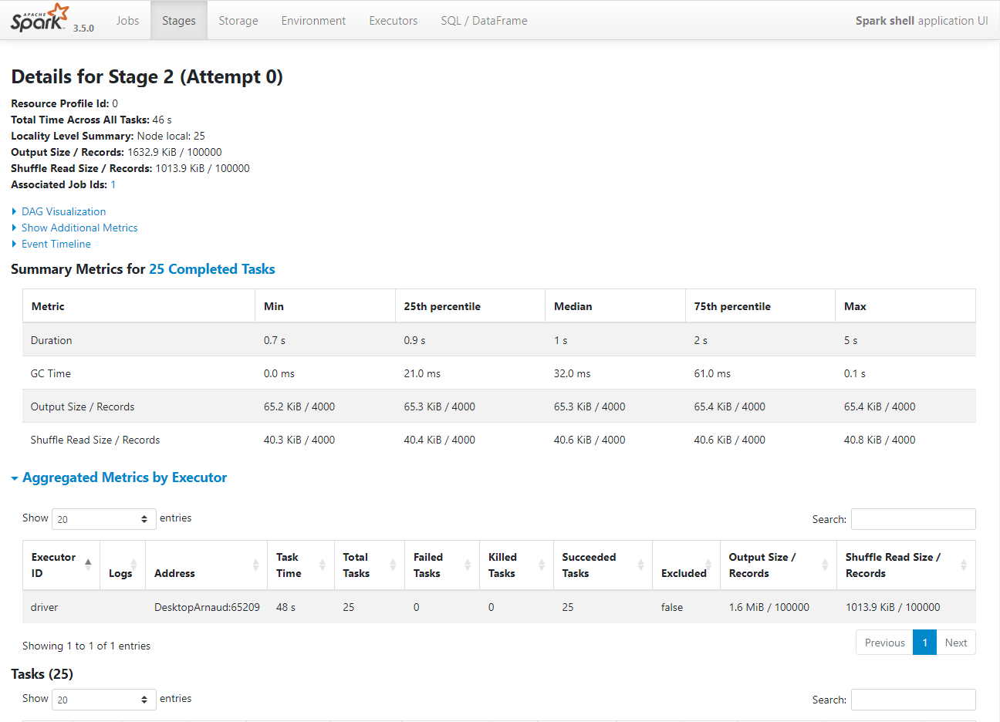 APACHE
Spark 3.5.0 Jobs Stages Storage Environment Executors SQL / DataFrame Spark shell application UI
Details for Stage 2 (Attempt 0)
Resource Profile Id: 0
Total Time Across All Tasks: 46 s
Locality Level Summary: Node local: 25
Output Size / Records: 1632.9 KiB / 100000
Shuffle Read Size / Records: 1013.9 KiB / 100000
Associated Job Ids: 1
DAG Visualization
Show Additional Metrics
Event Timeline
Summary Metrics for 25 Completed Tasks
Metric Min 25th percentile Median 75th percentile Max
Duration 0.7 s 0.9 s 1 s 2 s 5 s
GC Time 0.0 ms 21.0 ms 32.0 ms 61.0 ms 0.1 s
Output Size / Records 65.2 KiB / 4000 65.3 KiB / 4000 65.3 KiB / 4000 65.4 KiB / 4000 65.4 KiB / 4000
Shuffle Read Size / Records 40.3 KiB / 4000 40.4 KiB / 4000 40.6 KiB / 4000 40.6 KiB / 4000 40.8 KiB / 4000
Aggregated Metrics by Executor
Show 20 entries Search:
Executor Task Total Failed Killed Succeeded Output Size / Shuffle Read Size /
ID Logs Address Time Tasks Tasks Tasks Tasks Excluded Records Records
driver DesktopArnaud:65209 48 s 25 0 0 25 false 1.6 MiB / 100000 1013.9 KiB / 100000
Showing 1 to 1 of 1 entries Previous 1 Next
Tasks (25)
Show 20 entries Search: